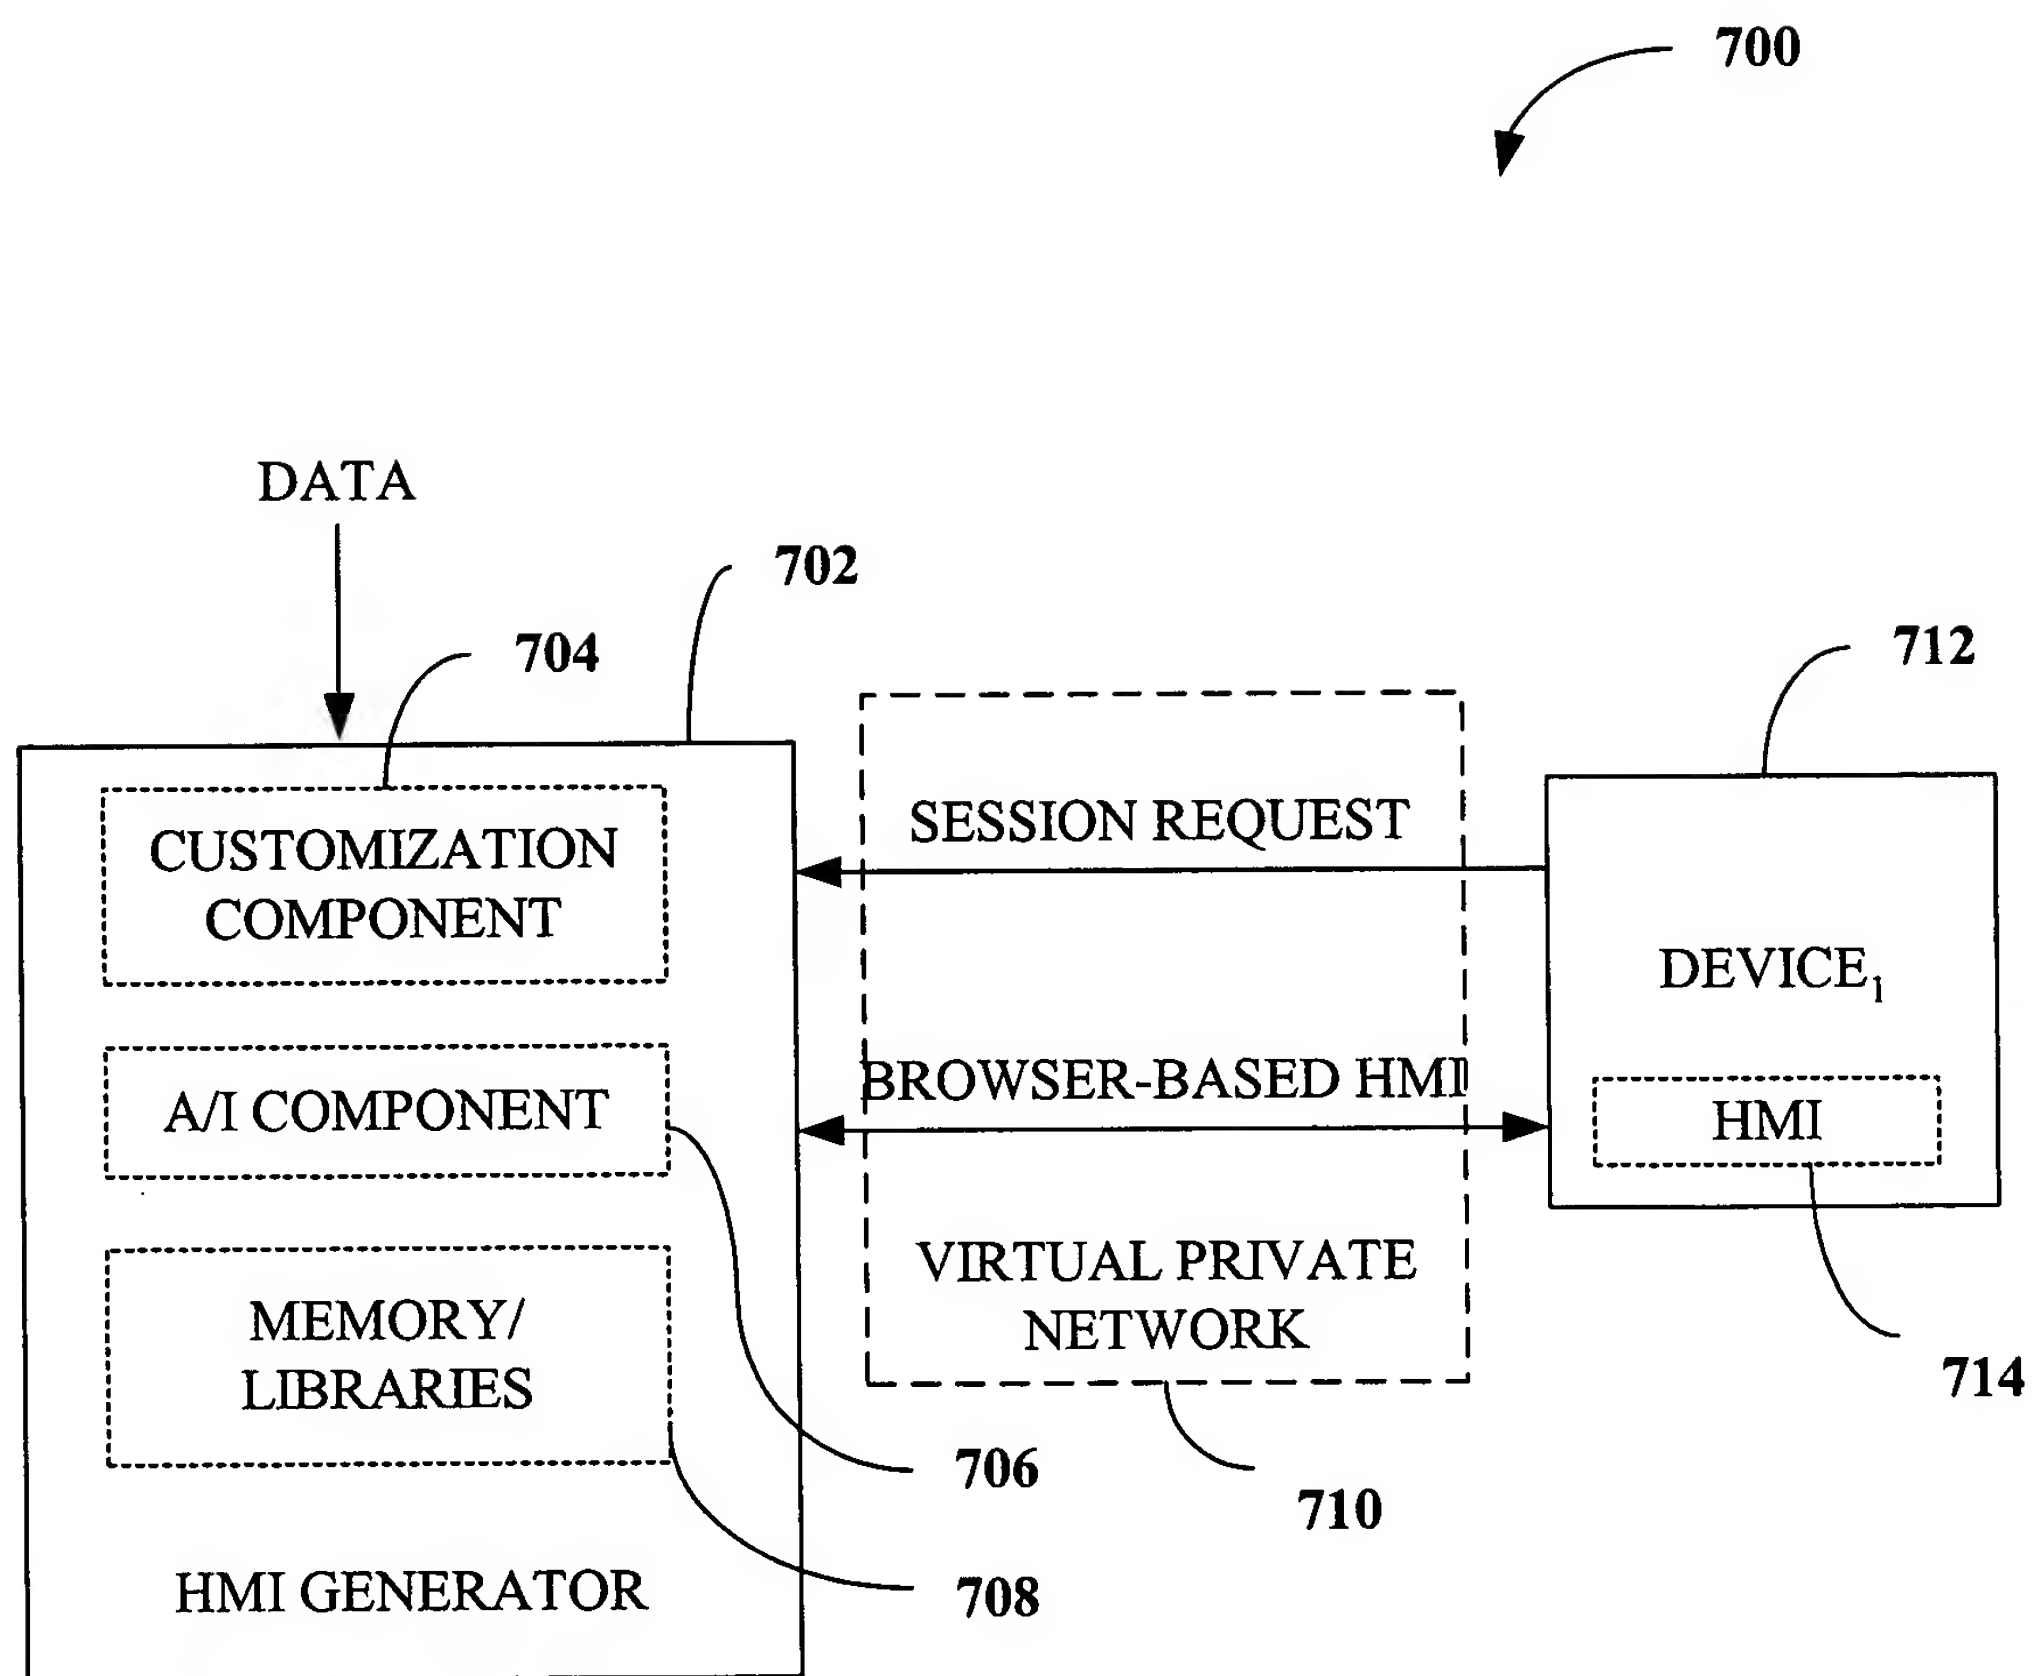 700
DATA
702
704
712
CUSTOMIZATION
COMPONENT
SESSION REQUEST
DEVICE₁
A/I COMPONENT
BROWSER-BASED HMI
HMI
MEMORY/
LIBRARIES
VIRTUAL PRIVATE
NETWORK
714
706
710
708
HMI GENERATOR